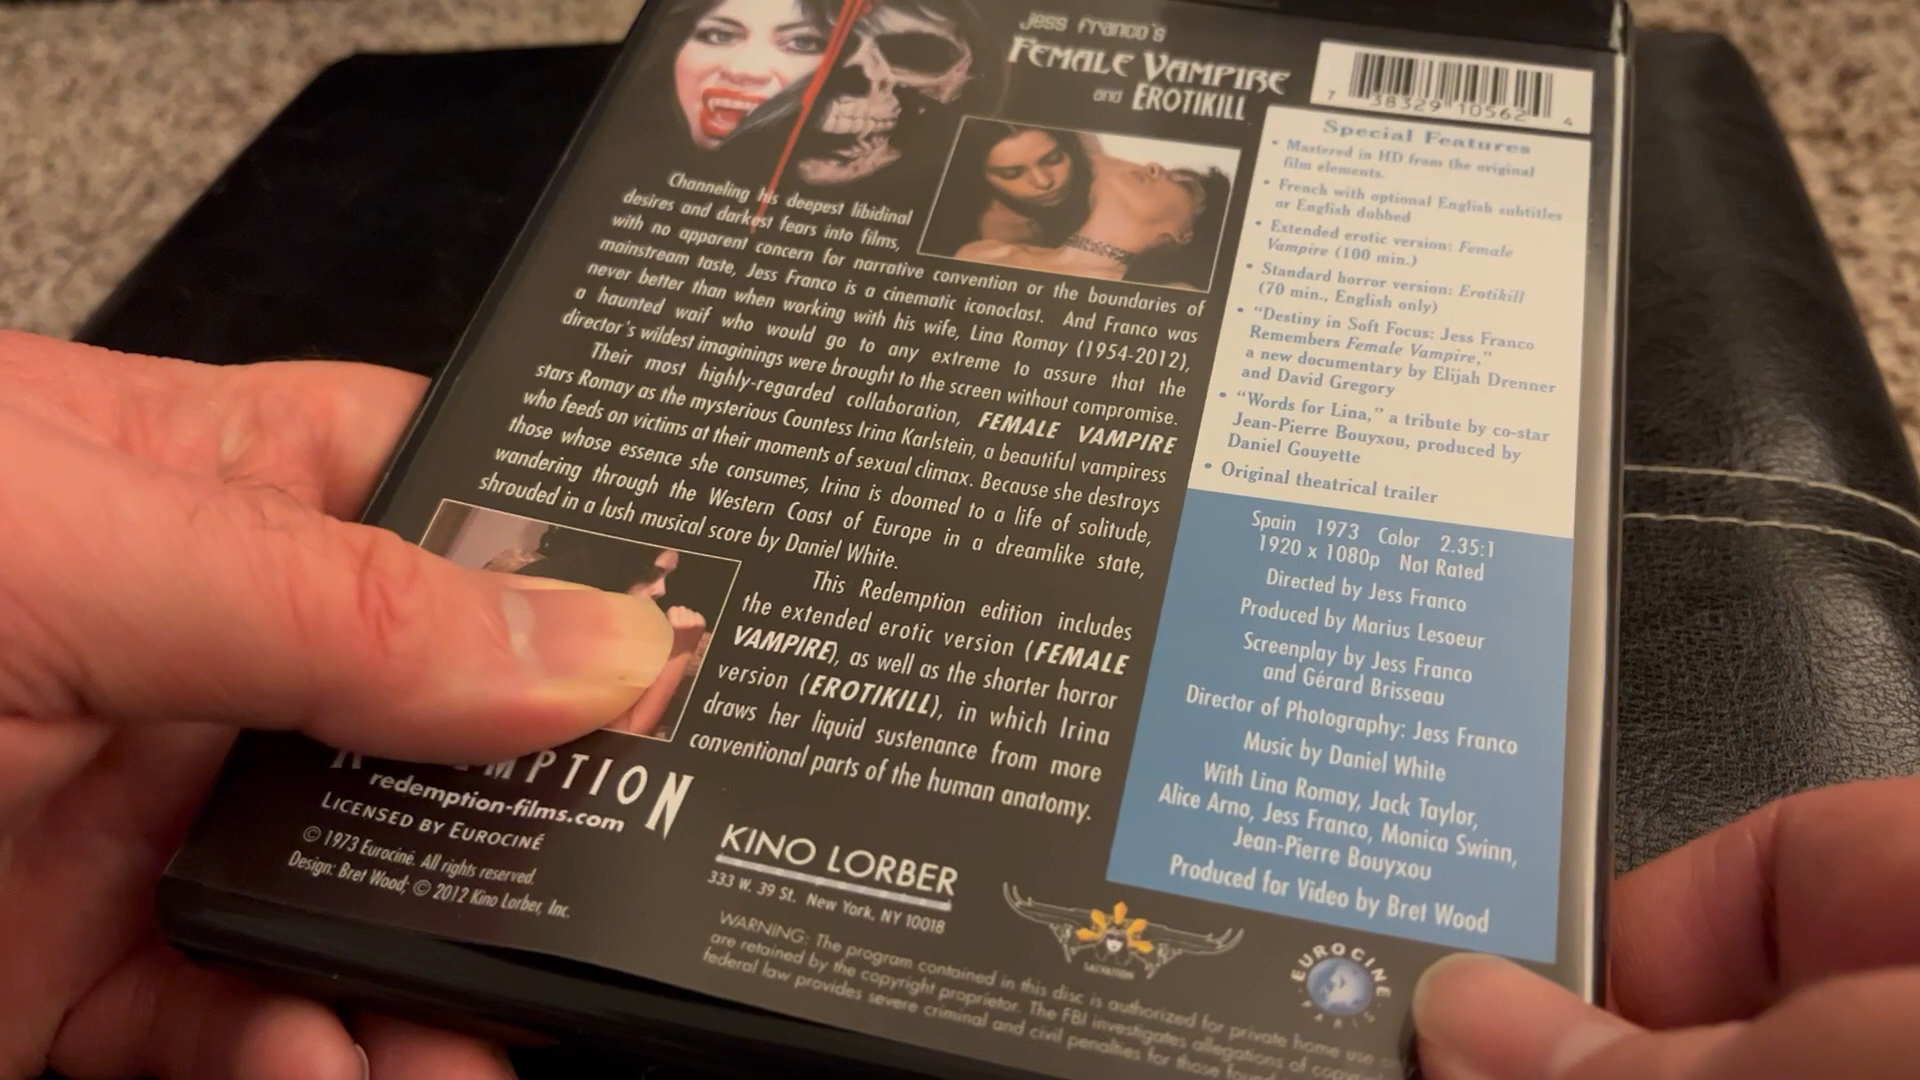 Jess Franco's
FEMALE VAMPIRE
and EROTIKILL
7 38329 10562 4
Channeling his deepest libidinal
desires and darkest fears into films,
with no apparent concern for narrative convention or the boundaries of
mainstream taste, Jess Franco is a cinematic iconoclast. And Franco was
never better than when working with his wife, Lina Romay (1954-2012),
a haunted waif who would go to any extreme to assure that the
director's wildest imaginings were brought to the screen without compromise.
Their most highly-regarded collaboration, FEMALE VAMPIRE
stars Romay as the mysterious Countess Irina Karlstein, a beautiful vampiress
who feeds on victims at their moments of sexual climax. Because she destroys
those whose essence she consumes, Irina is doomed to a life of solitude,
wandering through the Western Coast of Europe in a dreamlike state,
shrouded in a lush musical score by Daniel White.
This Redemption edition includes
the extended erotic version (FEMALE
VAMPIRE), as well as the shorter horror
version (EROTIKILL), in which Irina
draws her liquid sustenance from more
conventional parts of the human anatomy.
Special Features
• Mastered in HD from the original
film elements.
• French with optional English subtitles
or English dubbed
• Extended erotic version: Female
Vampire (100 min.)
• Standard horror version: Erotikill
(70 min., English only)
• "Destiny in Soft Focus: Jess Franco
Remembers Female Vampire,"
a new documentary by Elijah Drenner
and David Gregory
• "Words for Lina," a tribute by co-star
Jean-Pierre Bouyxou, produced by
Daniel Gouyette
• Original theatrical trailer
Spain 1973 Color 2.35:1
1920 x 1080p Not Rated
Directed by Jess Franco
Produced by Marius Lesoeur
Screenplay by Jess Franco
and Gérard Brisseau
Director of Photography: Jess Franco
Music by Daniel White
With Lina Romay, Jack Taylor,
Alice Arno, Jess Franco, Monica Swinn,
Jean-Pierre Bouyxou
Produced for Video by Bret Wood
redemption-films.com
LICENSED BY EUROCINÉ
© 1973 Eurociné. All rights reserved.
Design: Bret Wood; © 2012 Kino Lorber, Inc.
KINO LORBER
333 W. 39 St. New York, NY 10018
SALVATION
EUROCINE
PARIS
WARNING: The program contained in this disc is authorized for private home use
are retained by the copyright proprietor. The FBI investigates allegations of
federal law provides severe criminal and civil penalties for those found